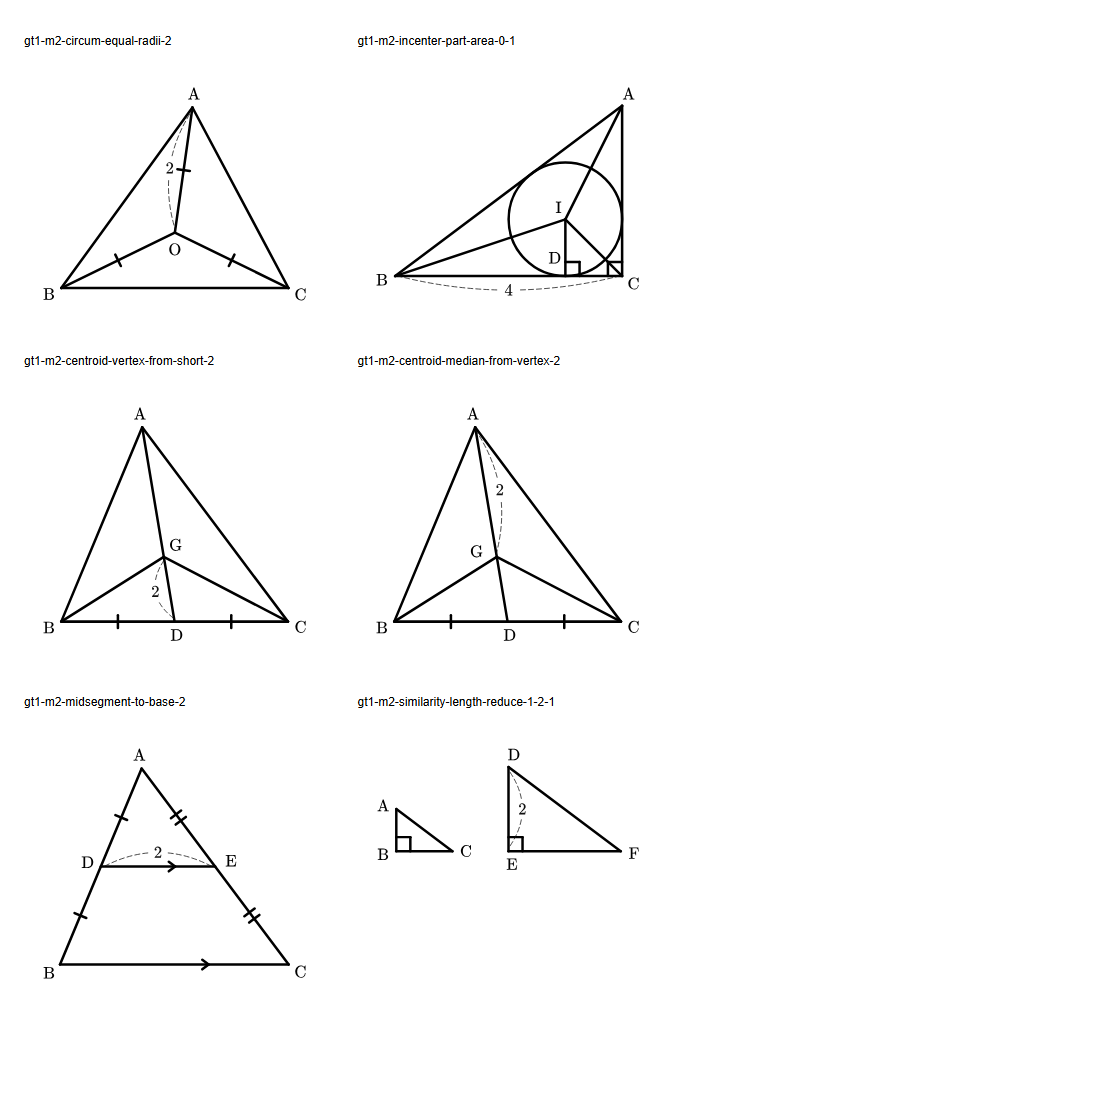 gt1-m2-circum-equal-radii-2
A
2
O
B
C
gt1-m2-incenter-part-area-0-1
A
I
D
B
C
4
gt1-m2-centroid-vertex-from-short-2
A
G
2
B
D
C
gt1-m2-centroid-median-from-vertex-2
A
2
G
B
D
C
gt1-m2-midsegment-to-base-2
A
2
D
E
B
C
gt1-m2-similarity-length-reduce-1-2-1
D
A
2
B
C
F
E